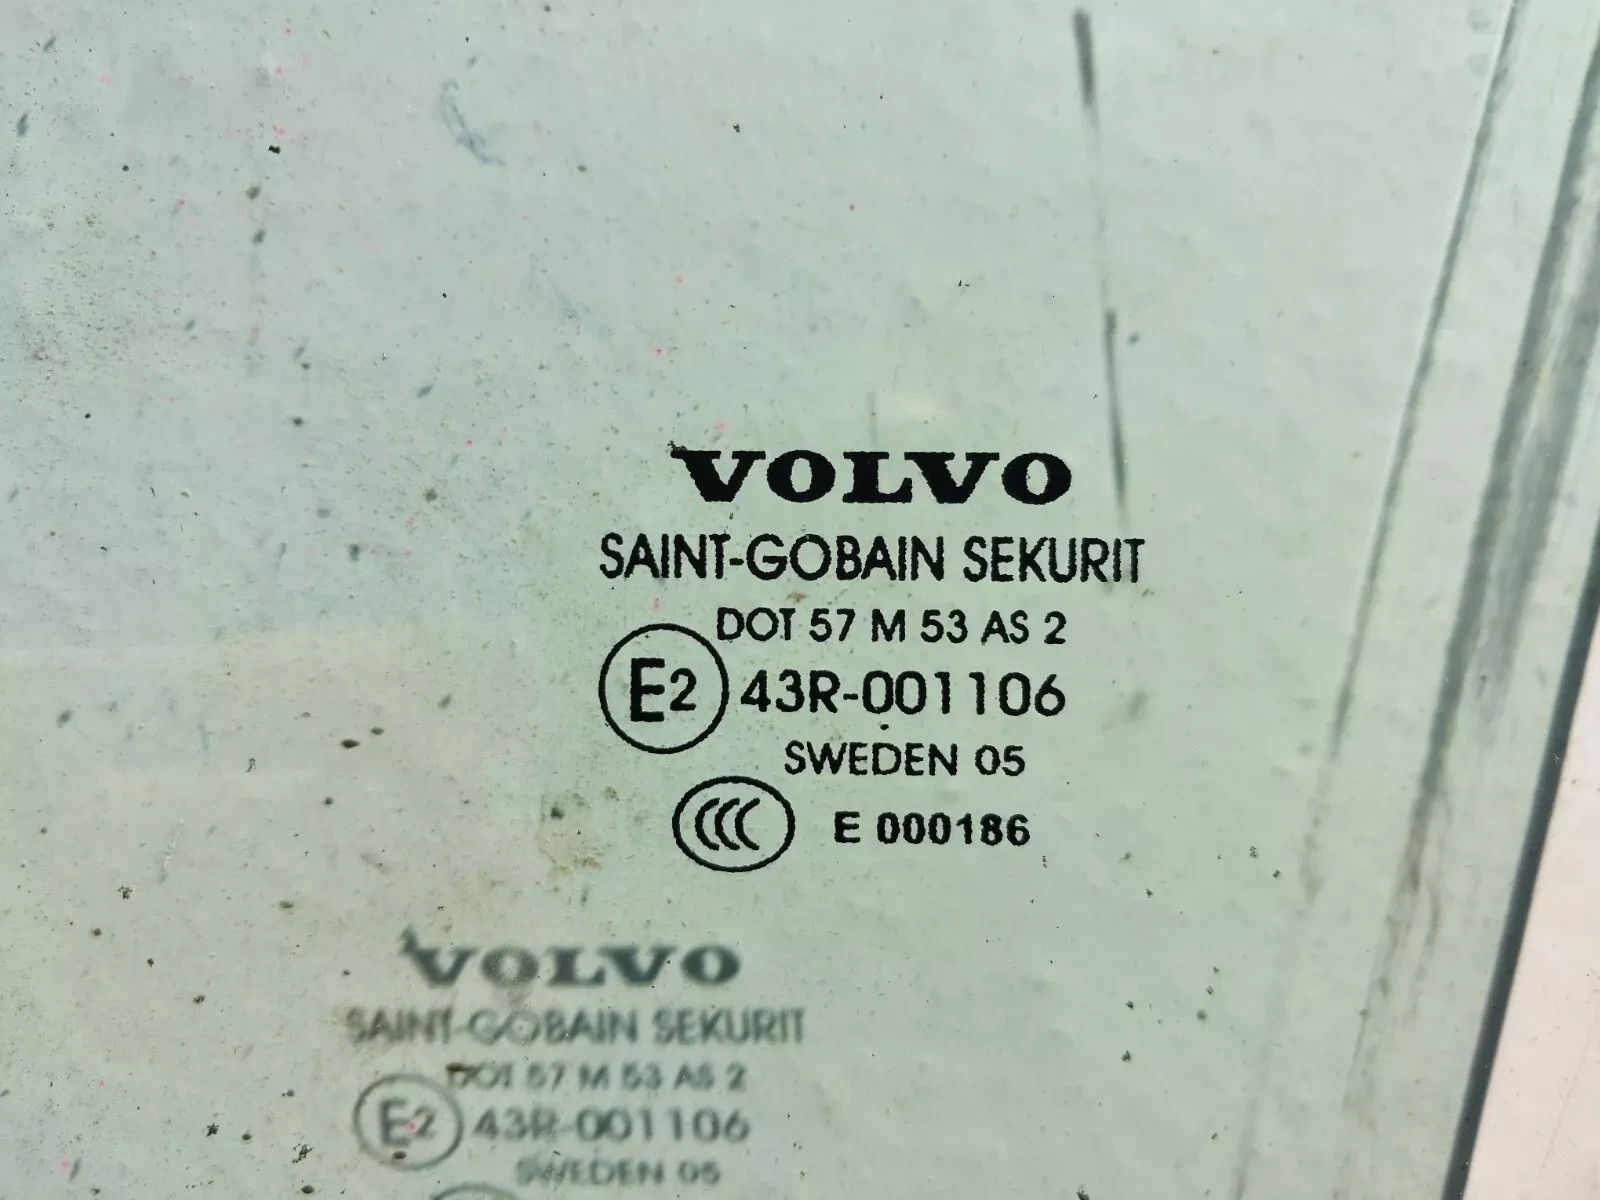 VOLVO
SAINT-GOBAIN SEKURIT
DOT 57 M 53 AS 2
E2 43R-001106
SWEDEN 05
CCC E 000186
VOLVO
SAINT-GOBAIN SEKURIT
DOT 57 M 53 AS 2
E2 43R-001106
SWEDEN 05